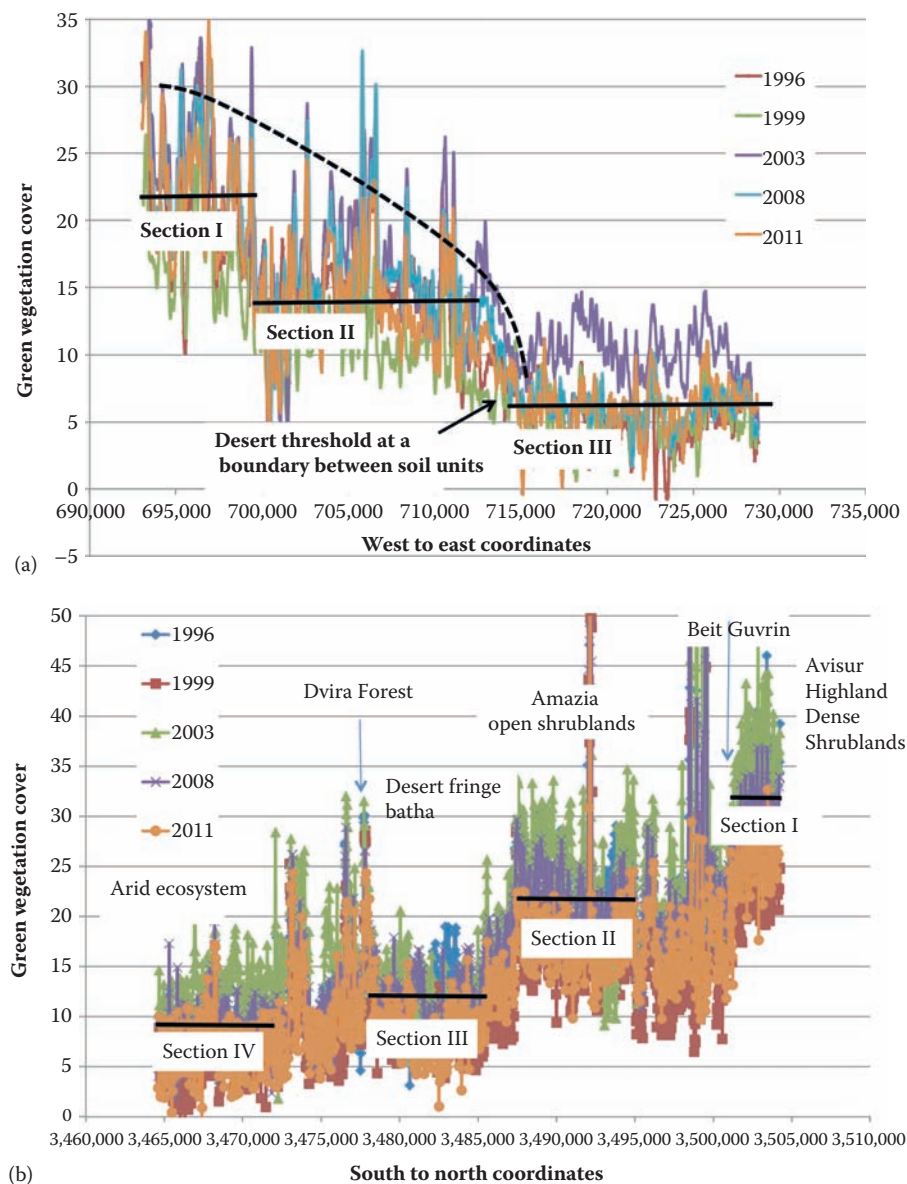 35
30
25
20
15
10
5
0
−5
Green vegetation cover
1996
1999
2003
2008
2011
Section I
Section II
Section III
Desert threshold at a
boundary between soil units
690,000
695,000
700,000
705,000
710,000
715,000
720,000
725,000
730,000
735,000
West to east coordinates
(a)
50
45
40
35
30
25
20
15
10
5
0
Green vegetation cover
1996
1999
2003
2008
2011
Dvira Forest
Desert fringe
batha
Arid ecosystem
Amazia
open shrublands
Beit Guvrin
Avisur
Highland
Dense
Shrublands
Section I
Section II
Section III
Section IV
3,460,000
3,465,000
3,470,000
3,475,000
3,480,000
3,485,000
3,490,000
3,495,000
3,500,000
3,505,000
3,510,000
South to north coordinates
(b)